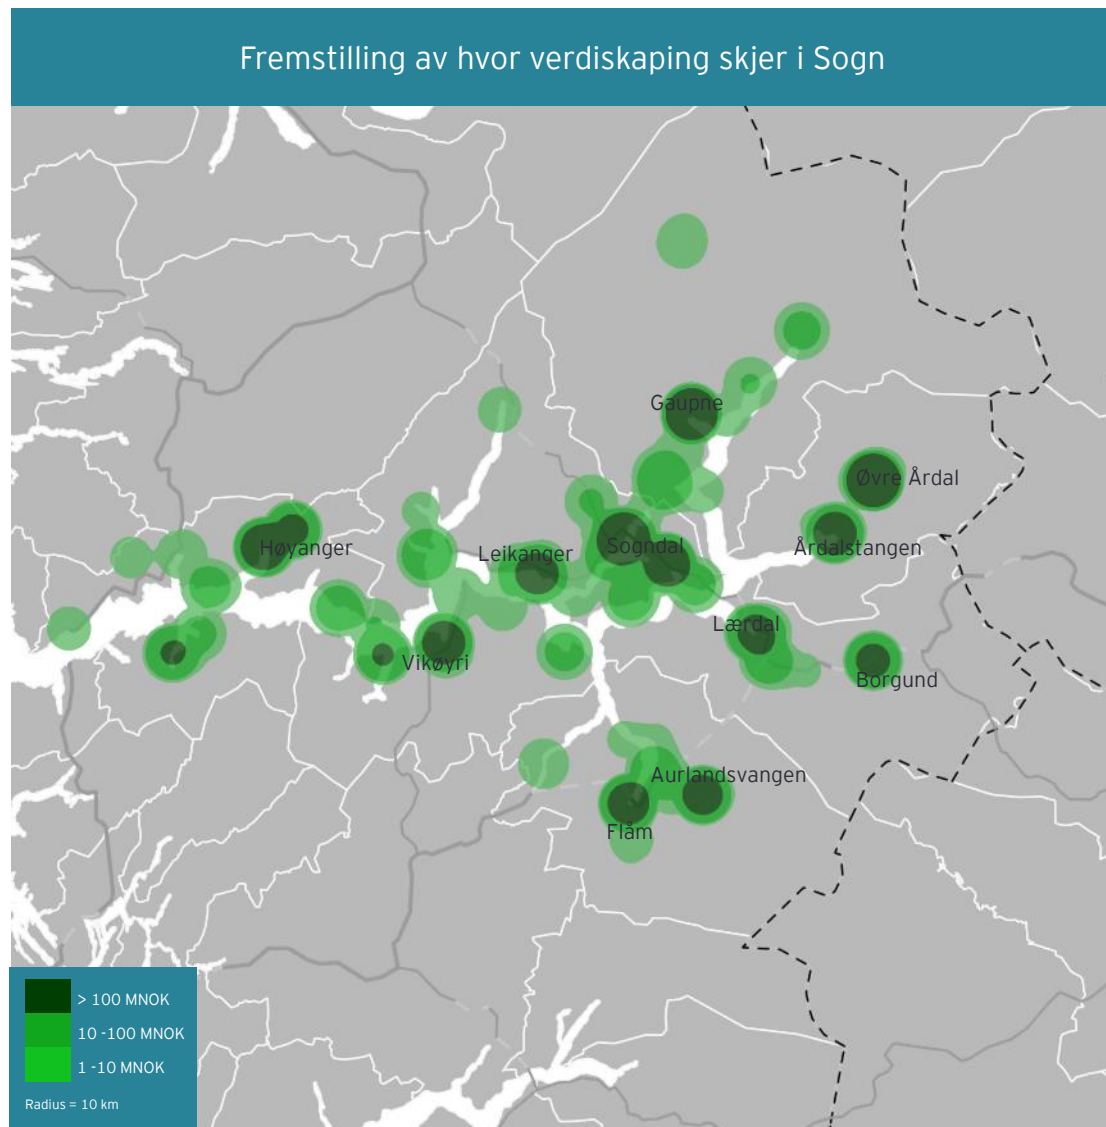 Fremstilling av hvor verdiskaping skjer i Sogn
Gaupne
Øvre Årdal
Høyanger
Leikanger
Sogndal
Årdalstangen
Lærdal
Vikøyri
Borgund
Aurlandsvangen
Flåm
> 100 MNOK
10 -100 MNOK
1 -10 MNOK
Radius = 10 km